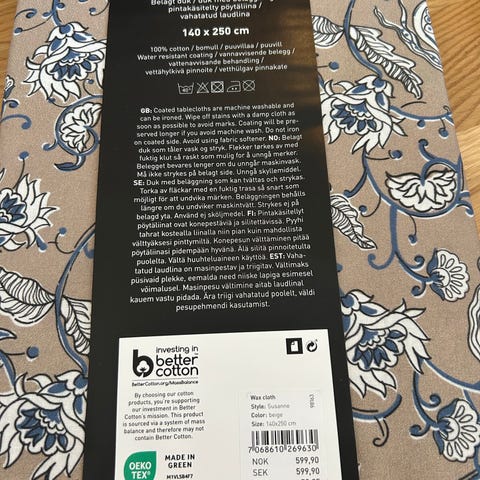 Belagt duk / duk med belegg
pintakäsitelty pöytäliina /
vahatatud laudlina
140 x 250 cm
100% cotton / bomull / puuvillaa / puuvill
Water resistant coating / vannavvisende belegg /
vattenavvisande behandling /
vettähylkivä pinnoite / vetthülgav pinnakate
GB: Coated tablecloths are machine washable and
can be ironed. Wipe off stains with a damp cloth as
soon as possible to avoid marks. Coating will be pre-
served longer if you avoid machine wash. Do not iron
on coated side. Avoid using fabric softener. NO: Belagt
duk som tåler vask og stryk. Flekker tørkes av med
fuktig klut så raskt som mulig for å unngå merker.
Belegget bevares lenger om du unngår maskinvask.
Må ikke strykes på belagt side. Unngå skyllemiddel.
SE: Duk med beläggning som kan tvättas och strykas.
Torka av fläckar med en fuktig trasa så snart som
möjligt för att undvika märken. Beläggningen behålls
längre om du undviker maskintvätt. Strykes ej på
belagd yta. Använd ej sköljmedel. FI: Pintakäsitellyt
pöytäliinat ovat konepestäviä ja silitettävissä. Pyyhi
tahrat kostealla liinalla niin pian kuin mahdollista
välttyäksesi pinttymiltä. Konepesun välttäminen pitää
pöytäliinasi pidempään hyvänä. Älä silitä pinnoitetulta
puolelta. Vältä huuhteluaineen käyttöä. EST: Vaha-
tatud laudlinad on masinpestav ja triigitav. Vältimaks
püsivaid plekke, eemalda need niiske lapiga esimesel
võimalusel. Masinpesu vältimine aitab laudlinal
kauem vastu pidada. Ära triigi vahatatud poolelt, väldi
pesupehmendi kasutamist.
investing in
better
cotton
BetterCotton.org/MassBalance
By choosing our cotton
products, you're supporting
our investment in Better
Cotton's mission. This product
is sourced via a system of mass
balance and therefore may not
contain Better Cotton.
OEKO
TEX®
MADE IN
GREEN
Wax cloth
Style: Susanne
Color: beige
Size: 140x250 cm
98163
7068610269630
NOK 599,90
SEK 599,90